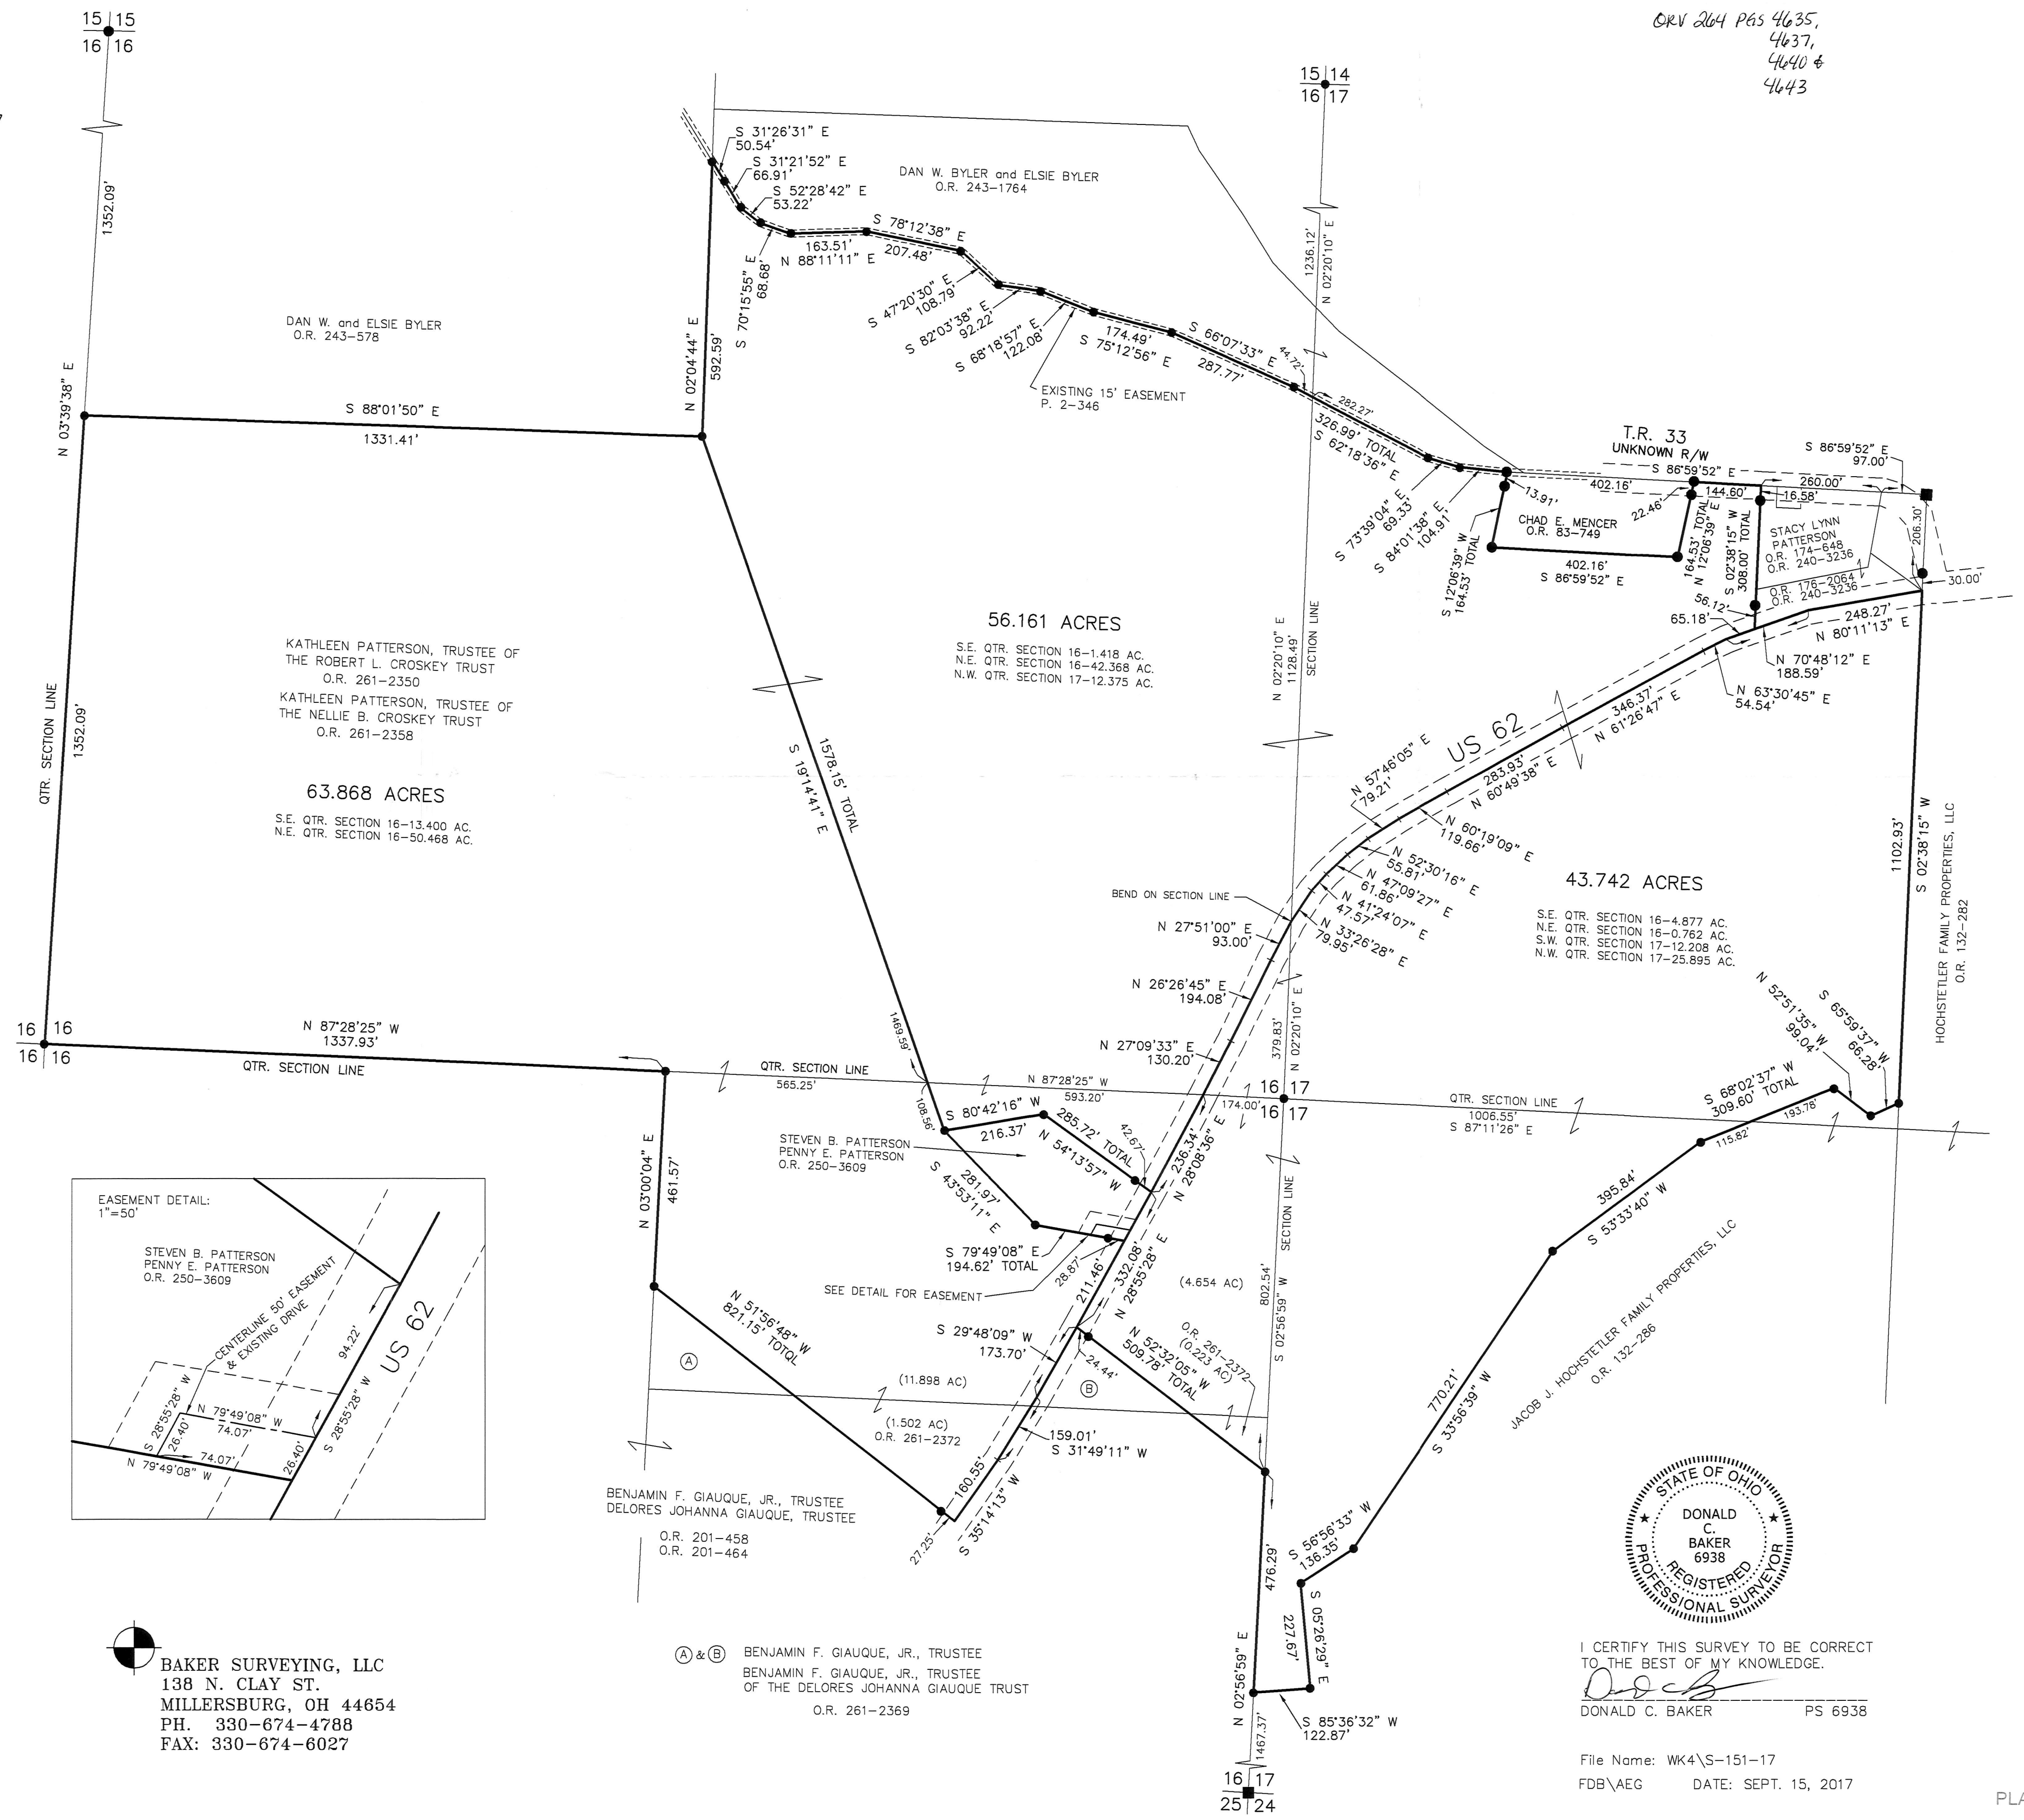 ORV 264 PGS 4635,
4637,
4640 &
4643
15 15
16 16
15 14
16 17
1352.09'
N 03°39'38" E
S 31°26'31" E
50.54'
S 31°21'52" E
66.91'
S 52°28'42" E
53.22'
S 70°15'55" E
68.68'
163.51'
N 88°11'11" E
S 78°12'38" E
207.48'
S 47°20'30" E
108.79'
S 82°03'38" E
92.22'
S 68°18'57" E
122.08'
174.49'
S 75°12'56" E
S 66°07'33" E
287.77'
44.72'
1236.12'
N 02°20'10" E
DAN W. BYLER and ELSIE BYLER
O.R. 243-1764
DAN W. and ELSIE BYLER
O.R. 243-578
N 02°04'44" E
592.59'
S 88°01'50" E
1331.41'
EXISTING 15' EASEMENT
P. 2-346
282.27'
326.99' TOTAL
S 62°18'36" E
S 73°39'04" E
69.33'
S 84°01'38" E
104.91'
T.R. 33
UNKNOWN R/W
S 86°59'52" E
402.16'
13.91'
22.46'
144.60'
16.58'
260.00'
S 86°59'52" E
97.00'
CHAD E. MENCER
O.R. 83-749
S 12°06'39" W
164.53' TOTAL
402.16'
S 86°59'52" E
164.53' TOTAL
N 12°06'39" E
S 02°38'15" W
308.00' TOTAL
STACY LYNN
PATTERSON
O.R. 174-648
O.R. 240-3236
O.R. 176-2064
O.R. 240-3236
206.30'
30.00'
56.12'
65.18'
248.27'
N 80°11'13" E
N 70°48'12" E
188.59'
N 63°30'45" E
54.54'
346.37'
N 61°26'47" E
US 62
283.93'
N 60°49'38" E
N 57°46'05" E
79.21'
N 60°19'09" E
119.66'
N 52°30'16" E
55.81'
N 47°09'27" E
61.86'
N 41°24'07" E
47.57'
N 33°26'28" E
79.95'
56.161 ACRES
S.E. QTR. SECTION 16-1.418 AC.
N.E. QTR. SECTION 16-42.368 AC.
N.W. QTR. SECTION 17-12.375 AC.
N 02°20'10" E
1128.49'
SECTION LINE
KATHLEEN PATTERSON, TRUSTEE OF
THE ROBERT L. CROSKEY TRUST
O.R. 261-2350
KATHLEEN PATTERSON, TRUSTEE OF
THE NELLIE B. CROSKEY TRUST
O.R. 261-2358
63.868 ACRES
S.E. QTR. SECTION 16-13.400 AC.
N.E. QTR. SECTION 16-50.468 AC.
QTR. SECTION LINE
1352.09'
1578.15' TOTAL
S 19°14'41" E
BEND ON SECTION LINE
N 27°51'00" E
93.00'
N 26°26'45" E
194.08'
N 27°09'33" E
130.20'
43.742 ACRES
S.E. QTR. SECTION 16-4.877 AC.
N.E. QTR. SECTION 16-0.762 AC.
S.W. QTR. SECTION 17-12.208 AC.
N.W. QTR. SECTION 17-25.895 AC.
1102.93'
S 02°38'15" W
HOCHSTETLER FAMILY PROPERTIES, LLC
O.R. 132-282
16 16
16 16
N 87°28'25" W
1337.93'
QTR. SECTION LINE
1469.59'
QTR. SECTION LINE
565.25'
N 87°28'25" W
593.20'
174.00'
379.83'
N 02°20'10" E
16 17
16 17
QTR. SECTION LINE
1006.55'
S 87°11'26" E
N 52°51'35" W
99.04'
S 65°59'37" W
66.28'
S 68°02'37" W
309.60' TOTAL
193.78'
115.82'
395.84'
S 53°33'40" W
108.56'
S 80°42'16" W
216.37'
285.72' TOTAL
N 54°13'57" W
42.67'
236.34'
N 28°08'36" E
STEVEN B. PATTERSON
PENNY E. PATTERSON
O.R. 250-3609
281.97'
S 43°53'11" E
S 79°49'08" E
194.62' TOTAL
28.87'
SEE DETAIL FOR EASEMENT
211.46'
332.08'
N 28°55'28" E
N 03°00'04" E
461.57'
(4.654 AC)
802.54'
S 02°56'59" W
SECTION LINE
EASEMENT DETAIL:
1"=50'
STEVEN B. PATTERSON
PENNY E. PATTERSON
O.R. 250-3609
CENTERLINE 50' EASEMENT
& EXISTING DRIVE
94.22'
US 62
S 28°55'28" W
26.40'
N 79°49'08" W
74.07'
74.07'
N 79°49'08" W
26.40'
S 28°55'28" W
N 51°56'48" W
821.15' TOTQL
A
S 29°48'09" W
173.70'
24.44'
N 52°32'05" W
509.78' TOTAL
O.R. 261-2372
(0.223 AC)
B
(11.898 AC)
(1.502 AC)
O.R. 261-2372
159.01'
S 31°49'11" W
160.55'
S 35°14'13" W
27.25'
770.21'
S 33°56'39" W
JACOB J. HOCHSTETLER FAMILY PROPERTIES, LLC
O.R. 132-286
BENJAMIN F. GIAUQUE, JR., TRUSTEE
DELORES JOHANNA GIAUQUE, TRUSTEE
O.R. 201-458
O.R. 201-464
476.29'
N 02°56'59" E
S 56°56'33" W
136.35'
S 05°26'29" E
227.67'
S 85°36'32" W
122.87'
1467.37'
16 17
25 24
A & B BENJAMIN F. GIAUQUE, JR., TRUSTEE
BENJAMIN F. GIAUQUE, JR., TRUSTEE
OF THE DELORES JOHANNA GIAUQUE TRUST
O.R. 261-2369
BAKER SURVEYING, LLC
138 N. CLAY ST.
MILLERSBURG, OH 44654
PH. 330-674-4788
FAX: 330-674-6027
STATE OF OHIO
DONALD
C.
BAKER
6938
REGISTERED
PROFESSIONAL SURVEYOR
I CERTIFY THIS SURVEY TO BE CORRECT
TO THE BEST OF MY KNOWLEDGE.
DONALD C. BAKER PS 6938
File Name: WK4\S-151-17
FDB\AEG DATE: SEPT. 15, 2017
PLA